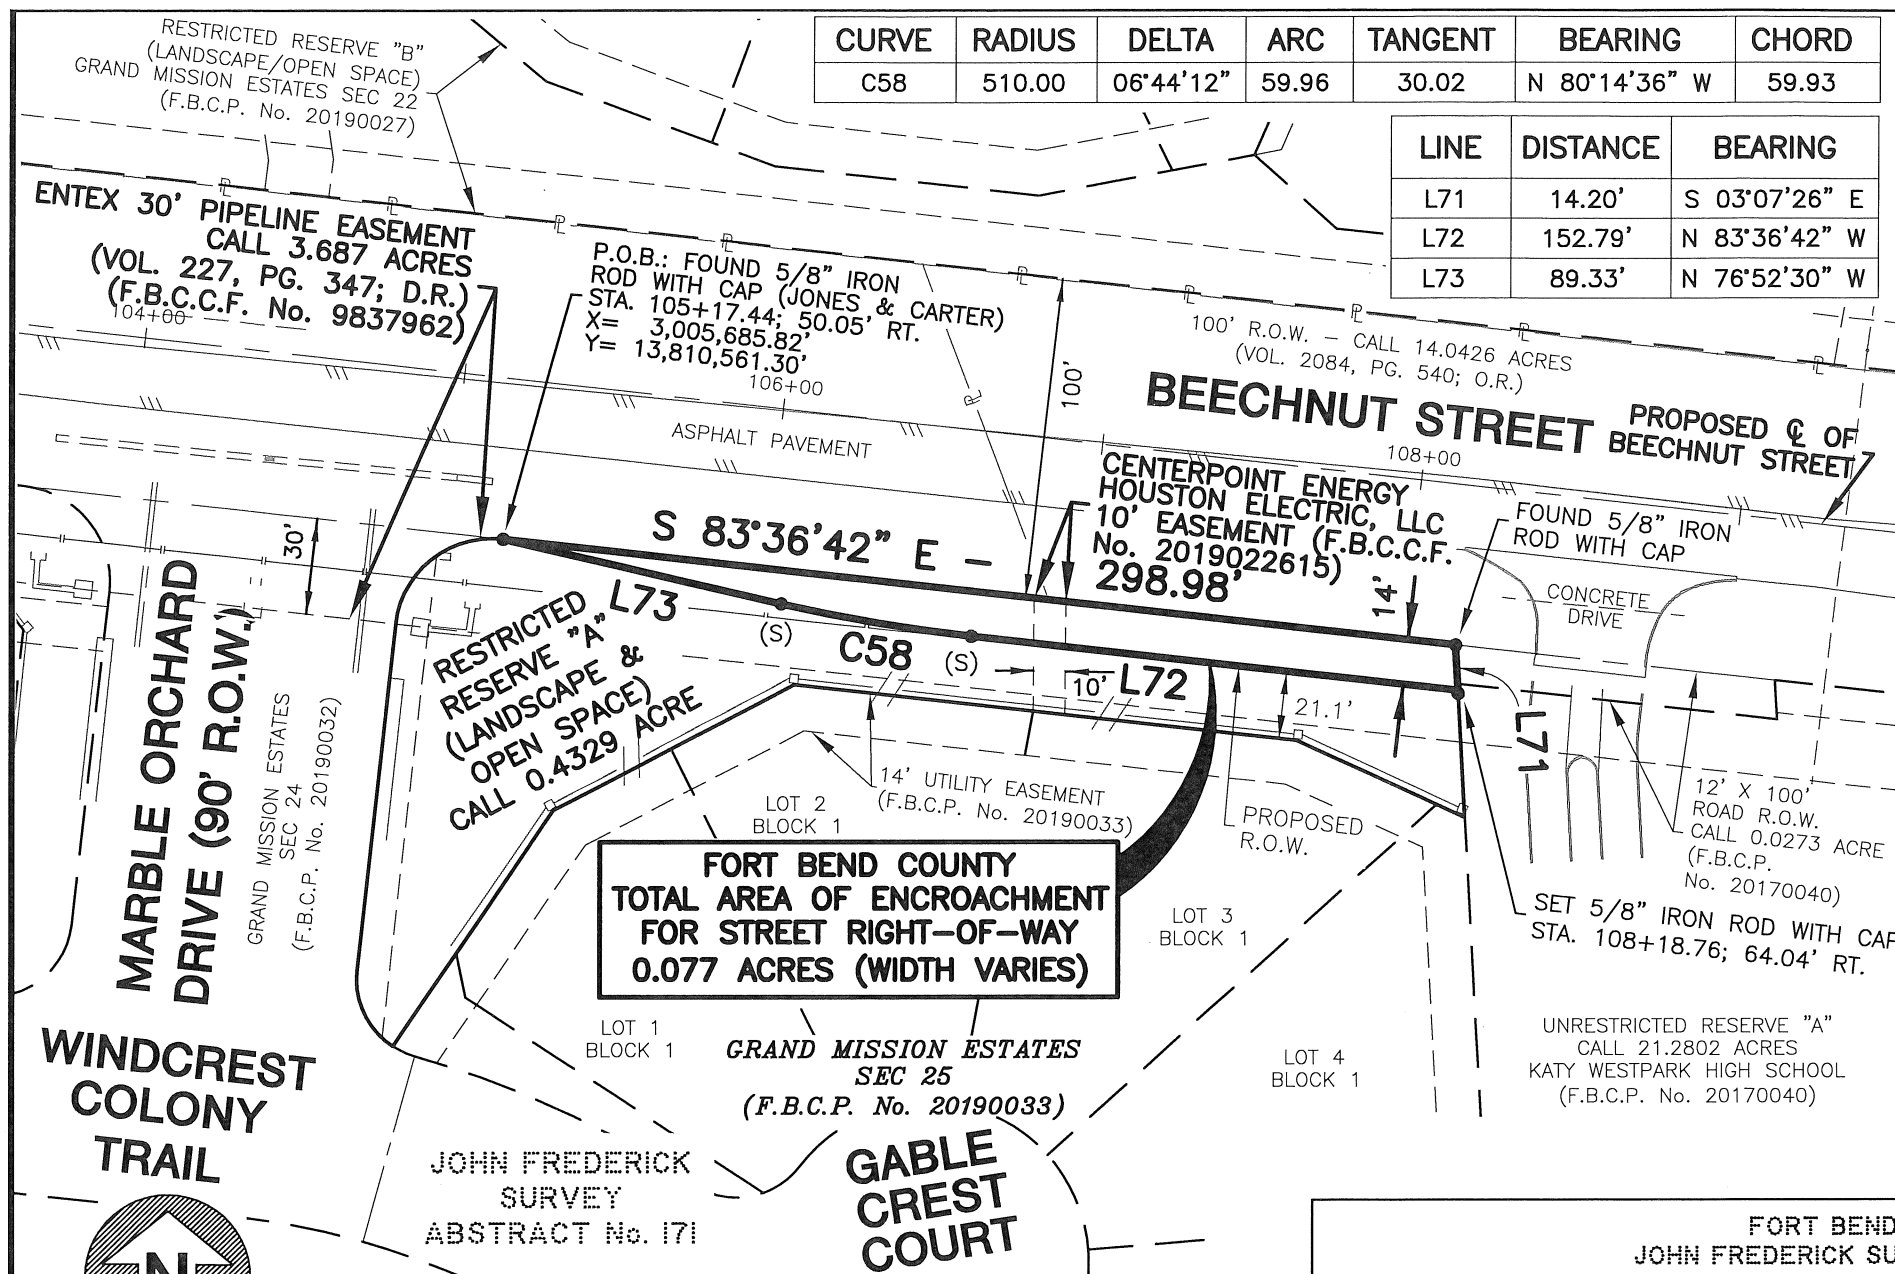 RESTRICTED RESERVE "B"
(LANDSCAPE/OPEN SPACE)
GRAND MISSION ESTATES SEC 22
(F.B.C.P. No. 20190027)
CURVE RADIUS DELTA ARC TANGENT BEARING CHORD
C58 510.00 06°44'12" 59.96 30.02 N 80°14'36" W 59.93
LINE DISTANCE BEARING
L71 14.20' S 03°07'26" E
L72 152.79' N 83°36'42" W
L73 89.33' N 76°52'30" W
ENTEX 30' PIPELINE EASEMENT
CALL 3.687 ACRES
(VOL. 227, PG. 347; D.R.)
(F.B.C.C.F. No. 9837962)
104+00
P.O.B.: FOUND 5/8" IRON
ROD WITH CAP (JONES & CARTER)
STA. 105+17.44; 50.05' RT.
X= 3,005,685.82'
Y= 13,810,561.30'
106+00
100'
100' R.O.W. – CALL 14.0426 ACRES
(VOL. 2084, PG. 540; O.R.)
BEECHNUT STREET
PROPOSED ℄ OF
BEECHNUT STREET
108+00
ASPHALT PAVEMENT
CENTERPOINT ENERGY
HOUSTON ELECTRIC, LLC
10' EASEMENT (F.B.C.C.F.
No. 2019022615)
S 83°36'42" E –
298.98'
14'
FOUND 5/8" IRON
ROD WITH CAP
CONCRETE
DRIVE
30'
L73
(S)
C58
(S)
10'
L72
21.1'
L71
RESTRICTED
RESERVE "A"
(LANDSCAPE &
OPEN SPACE)
CALL 0.4329 ACRE
MARBLE ORCHARD
DRIVE (90' R.O.W.)
GRAND MISSION ESTATES
SEC 24
(F.B.C.P. No. 20190032)
LOT 2
BLOCK 1
14' UTILITY EASEMENT
(F.B.C.P. No. 20190033)
PROPOSED
R.O.W.
12' X 100'
ROAD R.O.W.
CALL 0.0273 ACRE
(F.B.C.P.
No. 20170040)
FORT BEND COUNTY
TOTAL AREA OF ENCROACHMENT
FOR STREET RIGHT–OF–WAY
0.077 ACRES (WIDTH VARIES)
LOT 3
BLOCK 1
SET 5/8" IRON ROD WITH CAP
STA. 108+18.76; 64.04' RT.
LOT 1
BLOCK 1
GRAND MISSION ESTATES
SEC 25
(F.B.C.P. No. 20190033)
LOT 4
BLOCK 1
UNRESTRICTED RESERVE "A"
CALL 21.2802 ACRES
KATY WESTPARK HIGH SCHOOL
(F.B.C.P. No. 20170040)
WINDCREST
COLONY
TRAIL
JOHN FREDERICK
SURVEY
ABSTRACT No. 171
GABLE
CREST
COURT
N
FORT BEND
JOHN FREDERICK SU